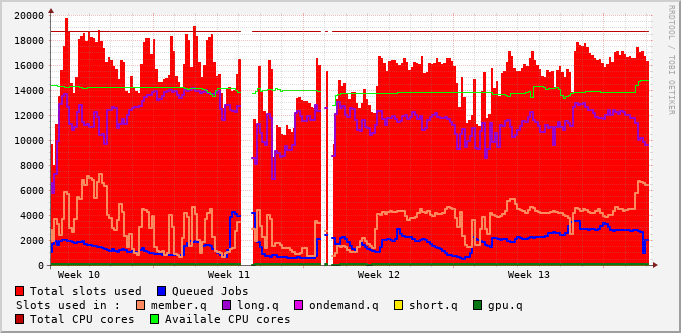 20000
18000
16000
14000
12000
10000
8000
6000
4000
2000
0
Week 10 Week 11 Week 12 Week 13
RRDTOOL / TOBI OETIKER
Total slots used Queued Jobs
Slots used in : member.q long.q ondemand.q short.q gpu.q
Total CPU cores Availale CPU cores